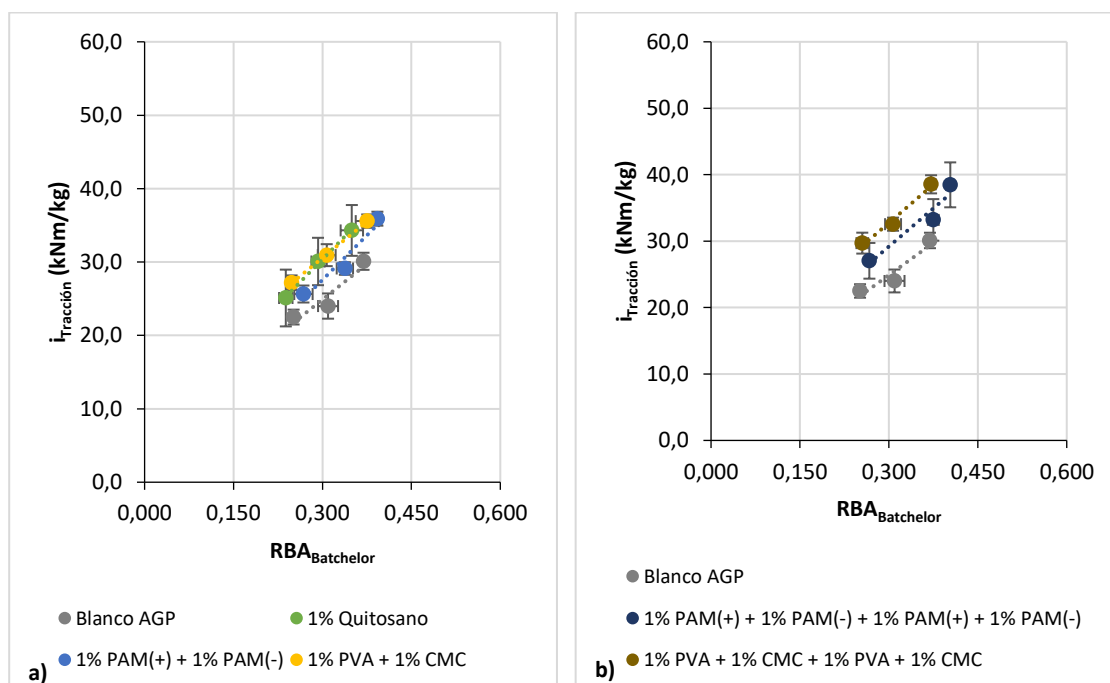 60,0
50,0
40,0
30,0
20,0
10,0
0,0
i_Tracción (kNm/kg)
0,000 0,150 0,300 0,450 0,600
RBA_Batchelor
Blanco AGP 1% Quitosano
1% PAM(+) + 1% PAM(-) 1% PVA + 1% CMC
a)
60,0
50,0
40,0
30,0
20,0
10,0
0,0
i_Tracción (kNm/kg)
0,000 0,150 0,300 0,450 0,600
RBA_Batchelor
Blanco AGP
1% PAM(+) + 1% PAM(-) + 1% PAM(+) + 1% PAM(-)
1% PVA + 1% CMC + 1% PVA + 1% CMC
b)